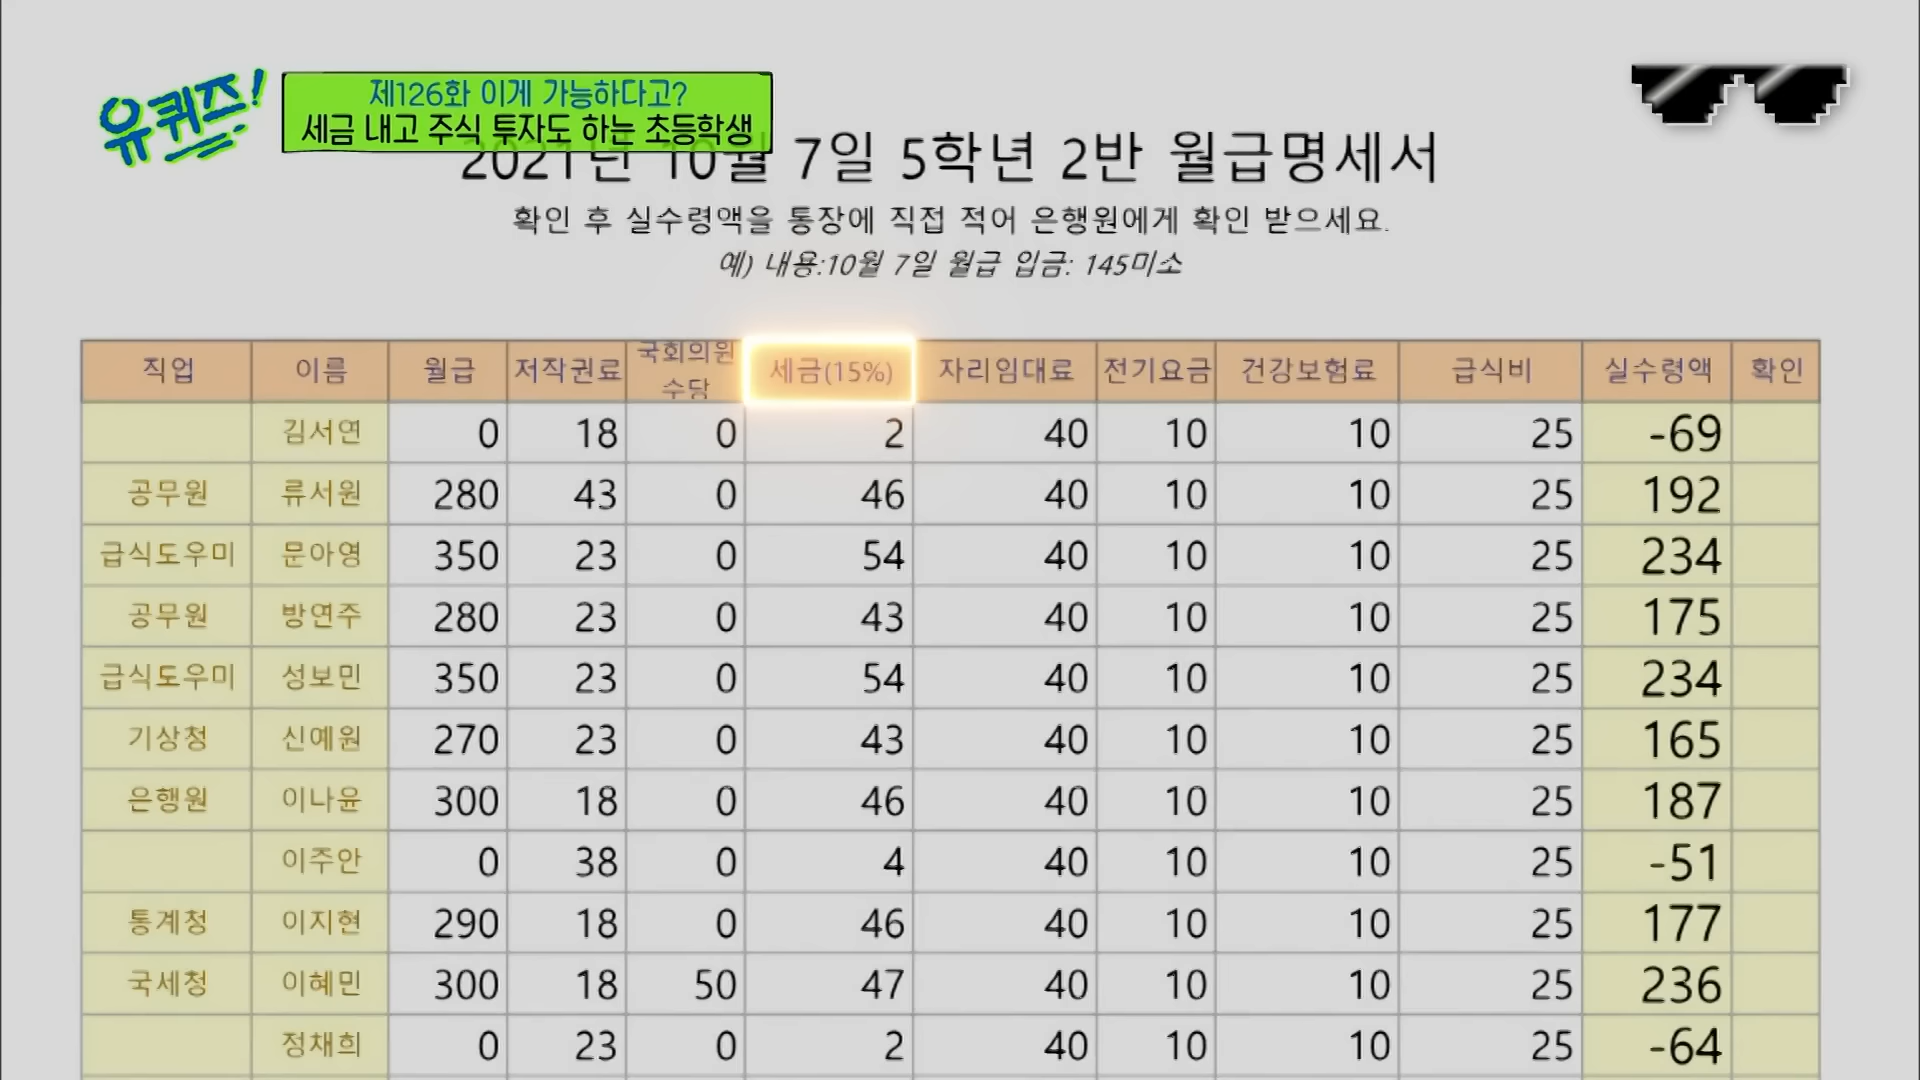 유퀴즈!
제126화 이게 가능하다고?
세금 내고 주식 투자도 하는 초등학생
2021년 10월 7일 5학년 2반 월급명세서
확인 후 실수령액을 통장에 직접 적어 은행원에게 확인 받으세요.
예) 내용:10월 7일 월급 입금: 145미소
직업 이름 월급 저작권료 국회의원 수당 세금(15%) 자리임대료 전기요금 건강보험료 급식비 실수령액 확인
김서연 0 18 0 2 40 10 10 25 -69
공무원 류서원 280 43 0 46 40 10 10 25 192
급식도우미 문아영 350 23 0 54 40 10 10 25 234
공무원 방연주 280 23 0 43 40 10 10 25 175
급식도우미 성보민 350 23 0 54 40 10 10 25 234
기상청 신예원 270 23 0 43 40 10 10 25 165
은행원 이나윤 300 18 0 46 40 10 10 25 187
이주안 0 38 0 4 40 10 10 25 -51
통계청 이지현 290 18 0 46 40 10 10 25 177
국세청 이혜민 300 18 50 47 40 10 10 25 236
정채희 0 23 0 2 40 10 10 25 -64